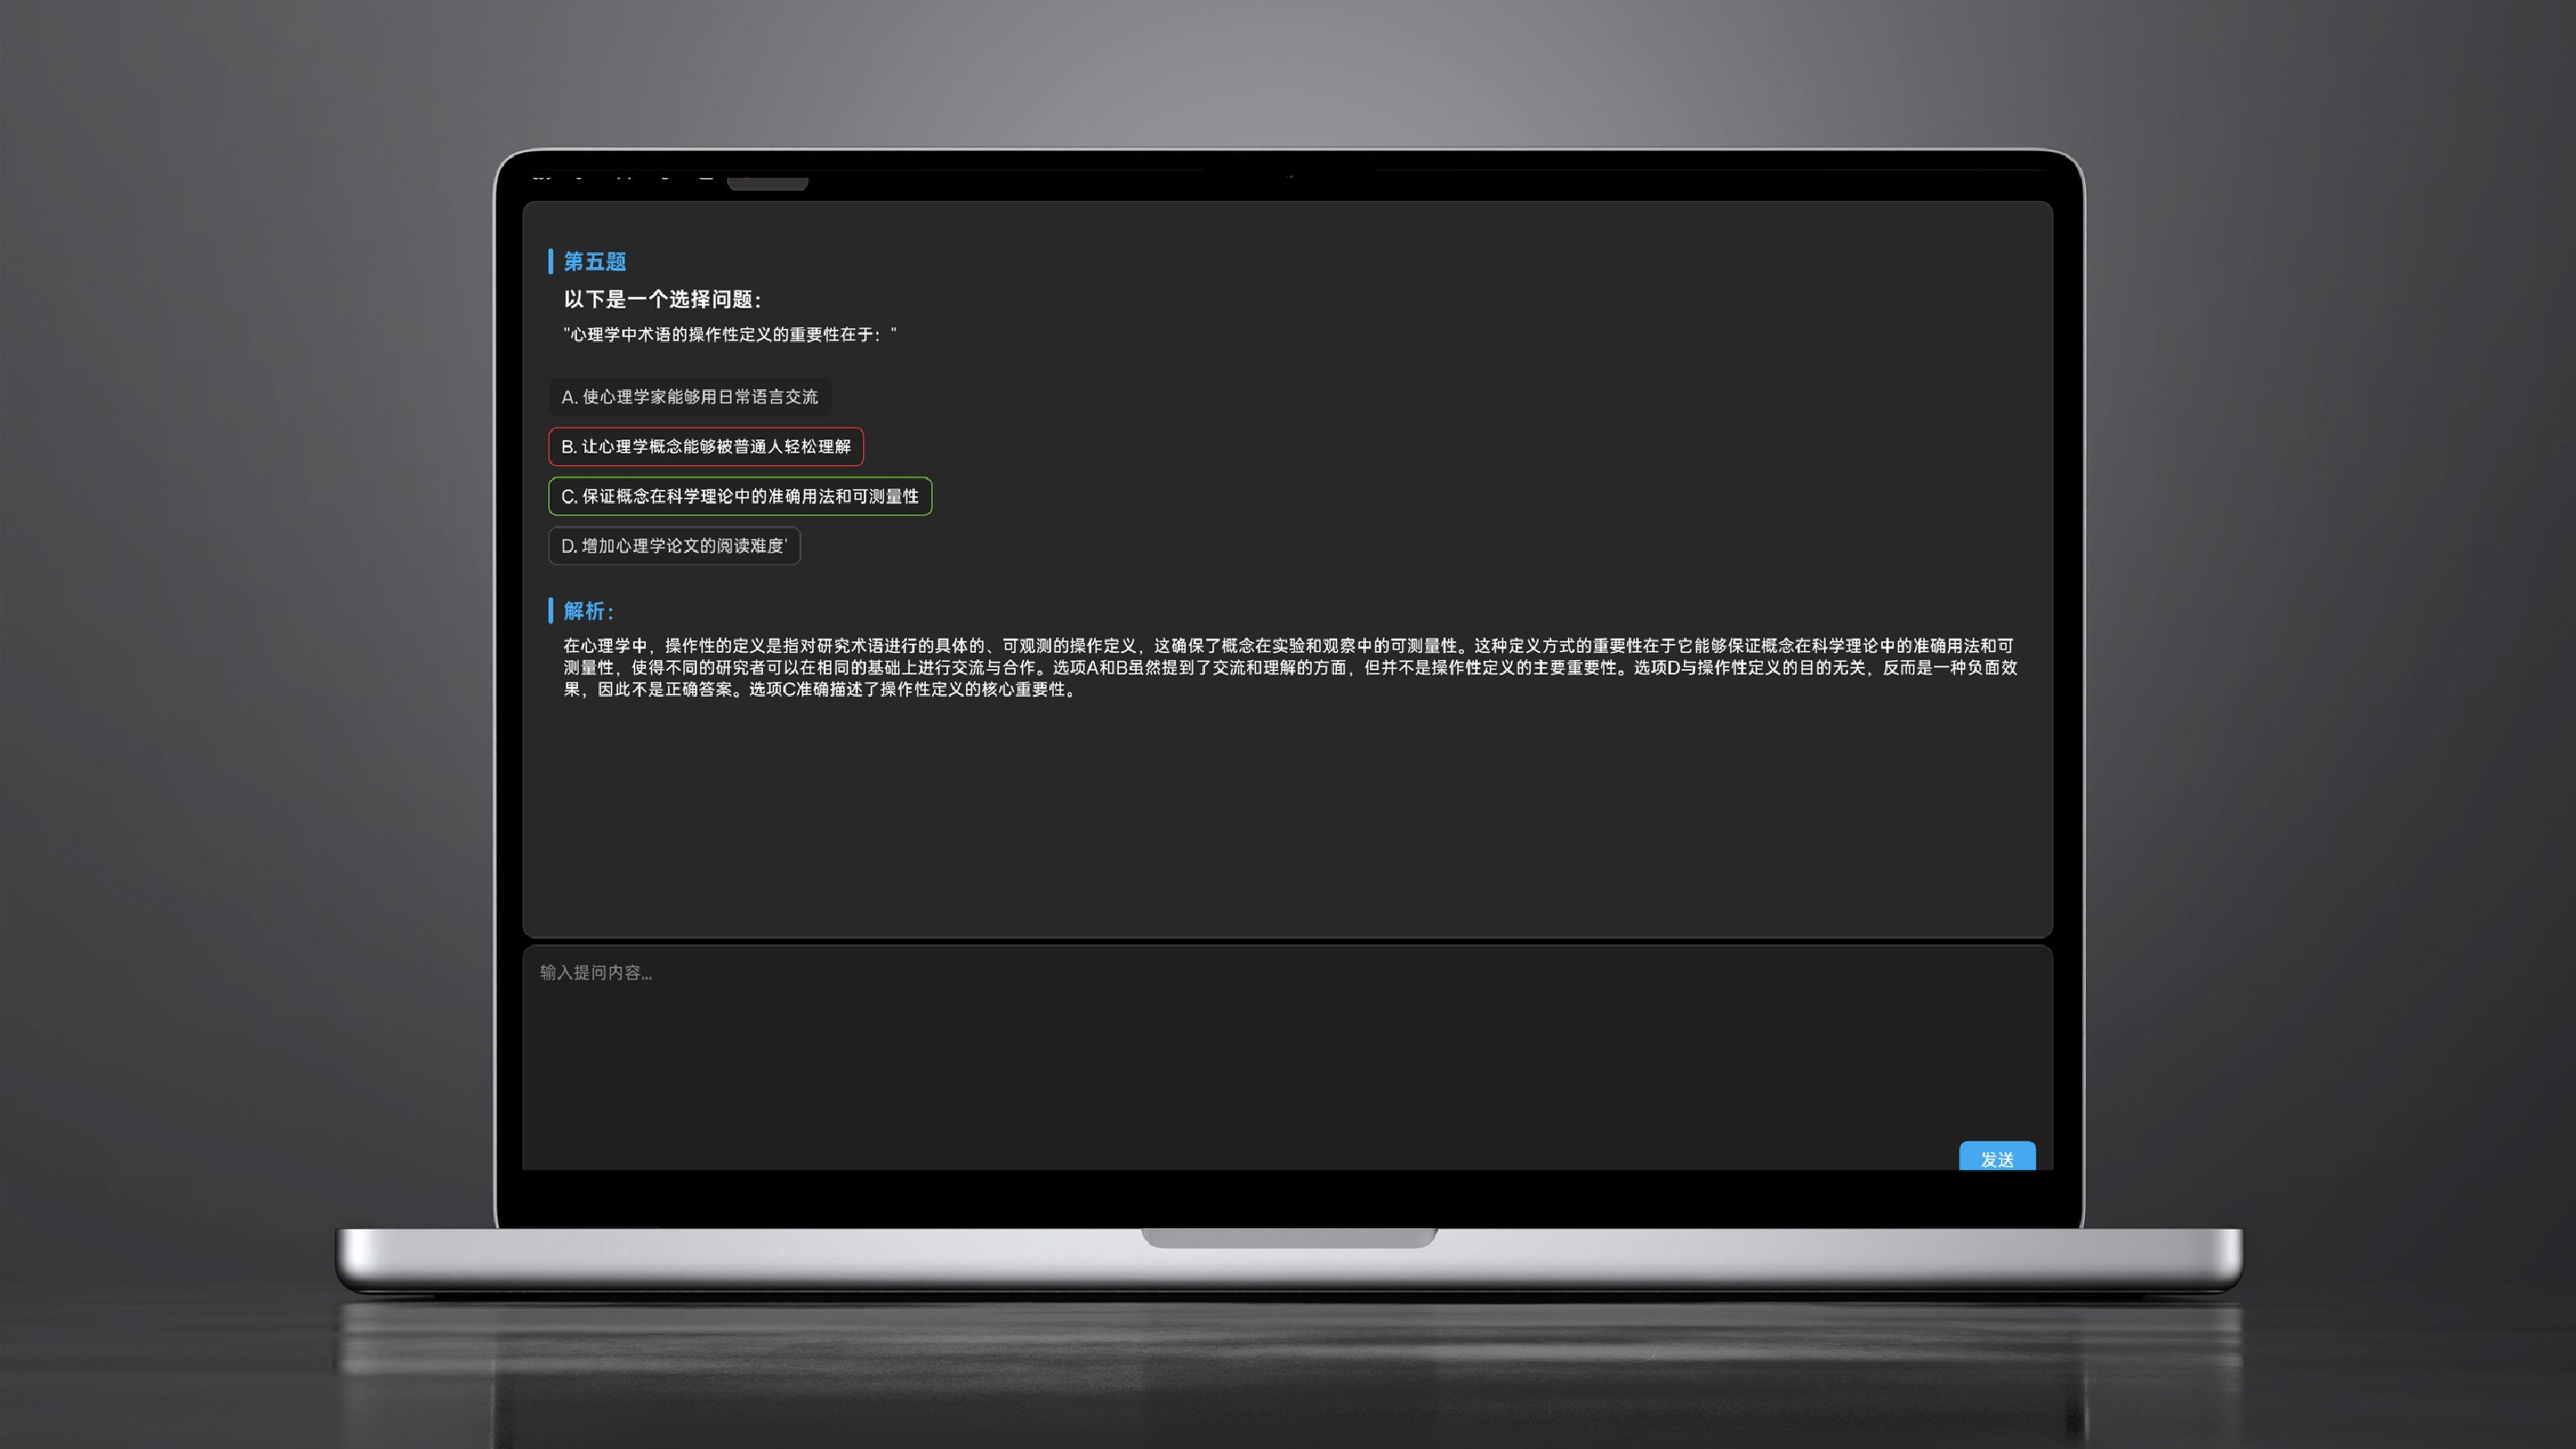 第五题
以下是一个选择问题：
"心理学中术语的操作性定义的重要性在于："
A. 使心理学家能够用日常语言交流
B. 让心理学概念能够被普通人轻松理解
C. 保证概念在科学理论中的准确用法和可测量性
D. 增加心理学论文的阅读难度'
解析：
在心理学中，操作性的定义是指对研究术语进行的具体的、可观测的操作定义，这确保了概念在实验和观察中的可测量性。这种定义方式的重要性在于它能够保证概念在科学理论中的准确用法和可
测量性，使得不同的研究者可以在相同的基础上进行交流与合作。选项A和B虽然提到了交流和理解的方面，但并不是操作性定义的主要重要性。选项D与操作性定义的目的无关，反而是一种负面效
果，因此不是正确答案。选项C准确描述了操作性定义的核心重要性。
输入提问内容...
发送